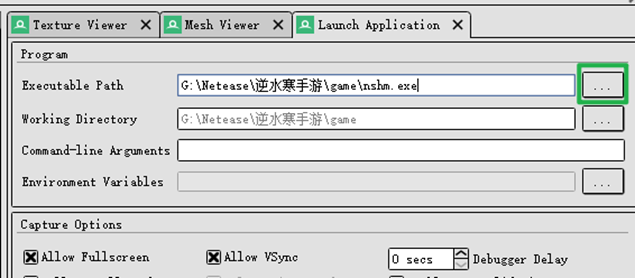 Texture Viewer Mesh Viewer Launch Application
Program
Executable Path G:\Netease\逆水寒手游\game\nshm.exe ...
Working Directory G:\Netease\逆水寒手游\game ...
Command-line Arguments
Environment Variables ...
Capture Options
Allow Fullscreen Allow VSync 0 secs Debugger Delay